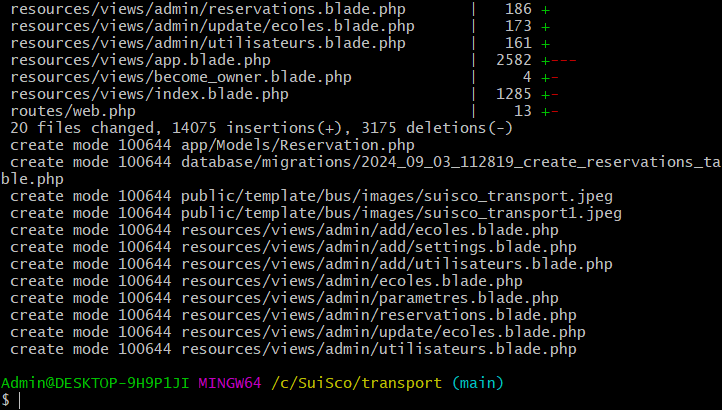 resources/views/admin/reservations.blade.php | 186 +
resources/views/admin/update/ecoles.blade.php | 173 +
resources/views/admin/utilisateurs.blade.php | 161 +
resources/views/app.blade.php | 2582 +---
resources/views/become_owner.blade.php | 4 +-
resources/views/index.blade.php | 1285 +-
routes/web.php | 13 +-
20 files changed, 14075 insertions(+), 3175 deletions(-)
create mode 100644 app/Models/Reservation.php
create mode 100644 database/migrations/2024_09_03_112819_create_reservations_ta
ble.php
create mode 100644 public/template/bus/images/suisco_transport.jpeg
create mode 100644 public/template/bus/images/suisco_transport1.jpeg
create mode 100644 resources/views/admin/add/ecoles.blade.php
create mode 100644 resources/views/admin/add/settings.blade.php
create mode 100644 resources/views/admin/add/utilisateurs.blade.php
create mode 100644 resources/views/admin/ecoles.blade.php
create mode 100644 resources/views/admin/parametres.blade.php
create mode 100644 resources/views/admin/reservations.blade.php
create mode 100644 resources/views/admin/update/ecoles.blade.php
create mode 100644 resources/views/admin/utilisateurs.blade.php
Admin@DESKTOP-9H9P1JI MINGW64 /c/SuiSco/transport (main)
$